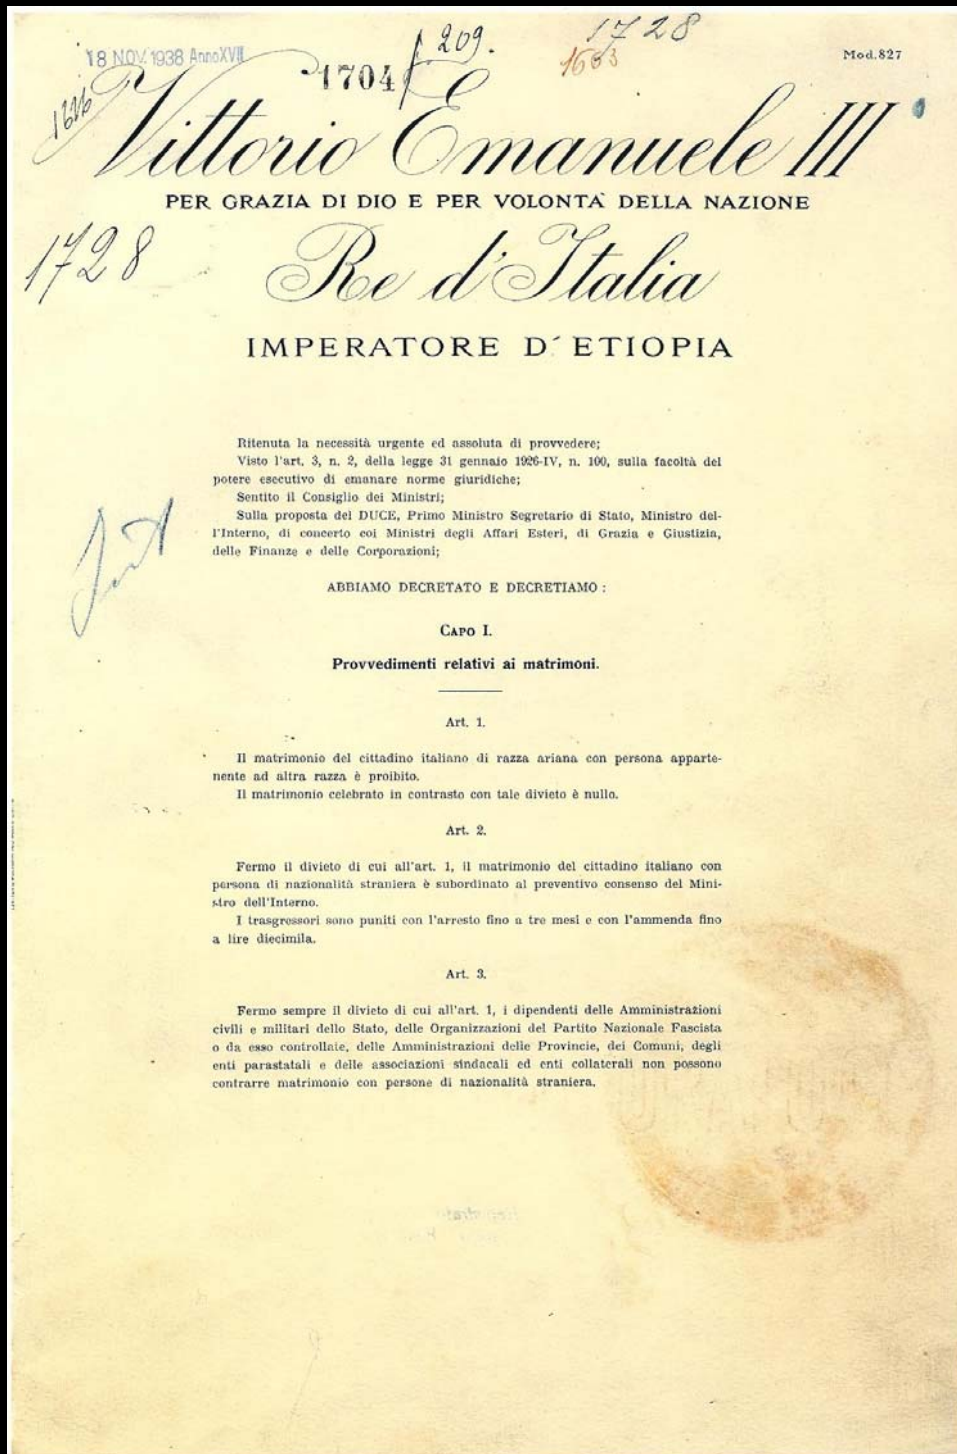 18 NOV. 1938 Anno XVII
1704
209.
1728
1603
Mod. 827
1626
Vittorio Emanuele III
PER GRAZIA DI DIO E PER VOLONTÀ DELLA NAZIONE
1728
Re d'Italia
IMPERATORE D'ETIOPIA
Ritenuta la necessità urgente ed assoluta di provvedere;
Visto l'art. 3, n. 2, della legge 31 gennaio 1926-IV, n. 100, sulla facoltà del
potere esecutivo di emanare norme giuridiche;
Sentito il Consiglio dei Ministri;
Sulla proposta del DUCE, Primo Ministro Segretario di Stato, Ministro del-
l'Interno, di concerto coi Ministri degli Affari Esteri, di Grazia e Giustizia,
delle Finanze e delle Corporazioni;
ABBIAMO DECRETATO E DECRETIAMO :
CAPO I.
Provvedimenti relativi ai matrimoni.
Art. 1.
Il matrimonio del cittadino italiano di razza ariana con persona apparte-
nente ad altra razza è proibito.
Il matrimonio celebrato in contrasto con tale divieto è nullo.
Art. 2.
Fermo il divieto di cui all'art. 1, il matrimonio del cittadino italiano con
persona di nazionalità straniera è subordinato al preventivo consenso del Mini-
stro dell'Interno.
I trasgressori sono puniti con l'arresto fino a tre mesi e con l'ammenda fino
a lire diecimila.
Art. 3.
Fermo sempre il divieto di cui all'art. 1, i dipendenti delle Amministrazioni
civili e militari dello Stato, delle Organizzazioni del Partito Nazionale Fascista
o da esso controllate, delle Amministrazioni delle Provincie, dei Comuni, degli
enti parastatali e delle associazioni sindacali ed enti collaterali non possono
contrarre matrimonio con persone di nazionalità straniera.